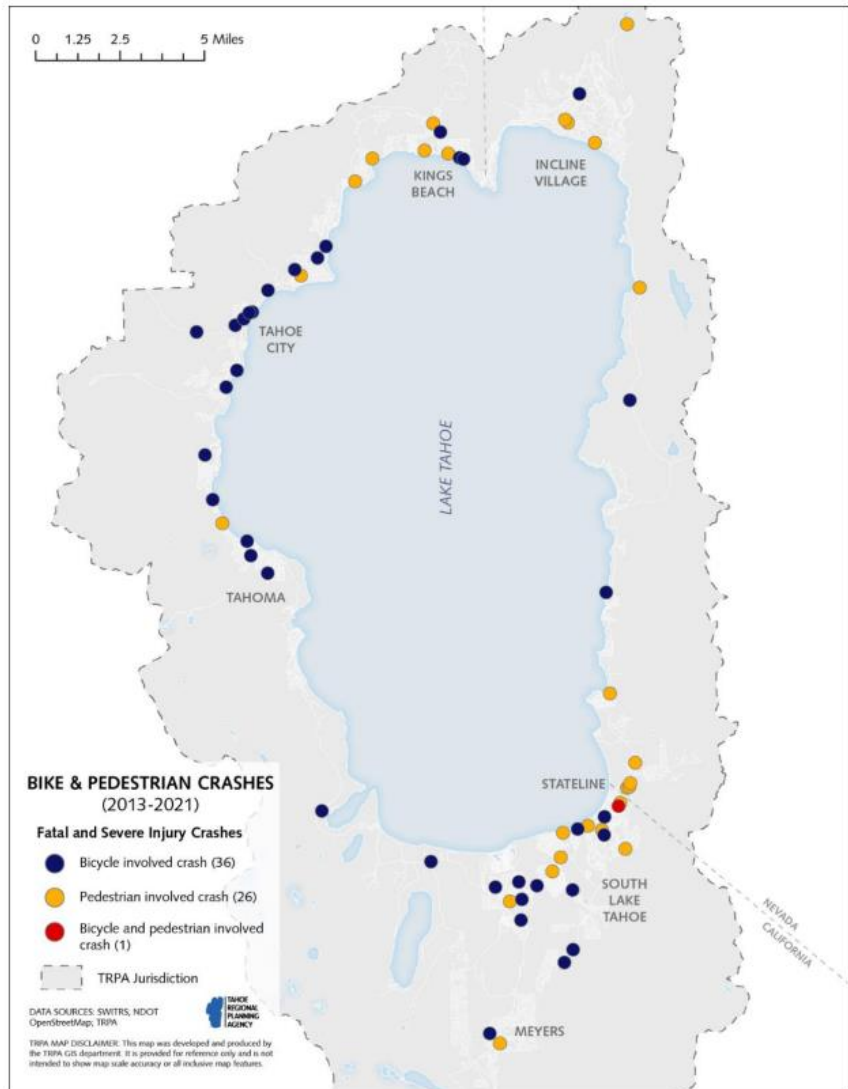 0 1.25 2.5 5 Miles
KINGS
BEACH
INCLINE
VILLAGE
TAHOE
CITY
LAKE TAHOE
TAHOMA
STATELINE
SOUTH
LAKE
TAHOE
NEVADA
CALIFORNIA
MEYERS
BIKE & PEDESTRIAN CRASHES
(2013-2021)
Fatal and Severe Injury Crashes
Bicycle involved crash (36)
Pedestrian involved crash (26)
Bicycle and pedestrian involved
crash (1)
TRPA Jurisdiction
DATA SOURCES: SWITRS, NDOT
OpenStreetMap; TRPA
TAHOE
REGIONAL
PLANNING
AGENCY
TRPA MAP DISCLAIMER: This map was developed and produced by
the TRPA GIS department. It is provided for reference only and is not
intended to show map scale accuracy or all inclusive map features.